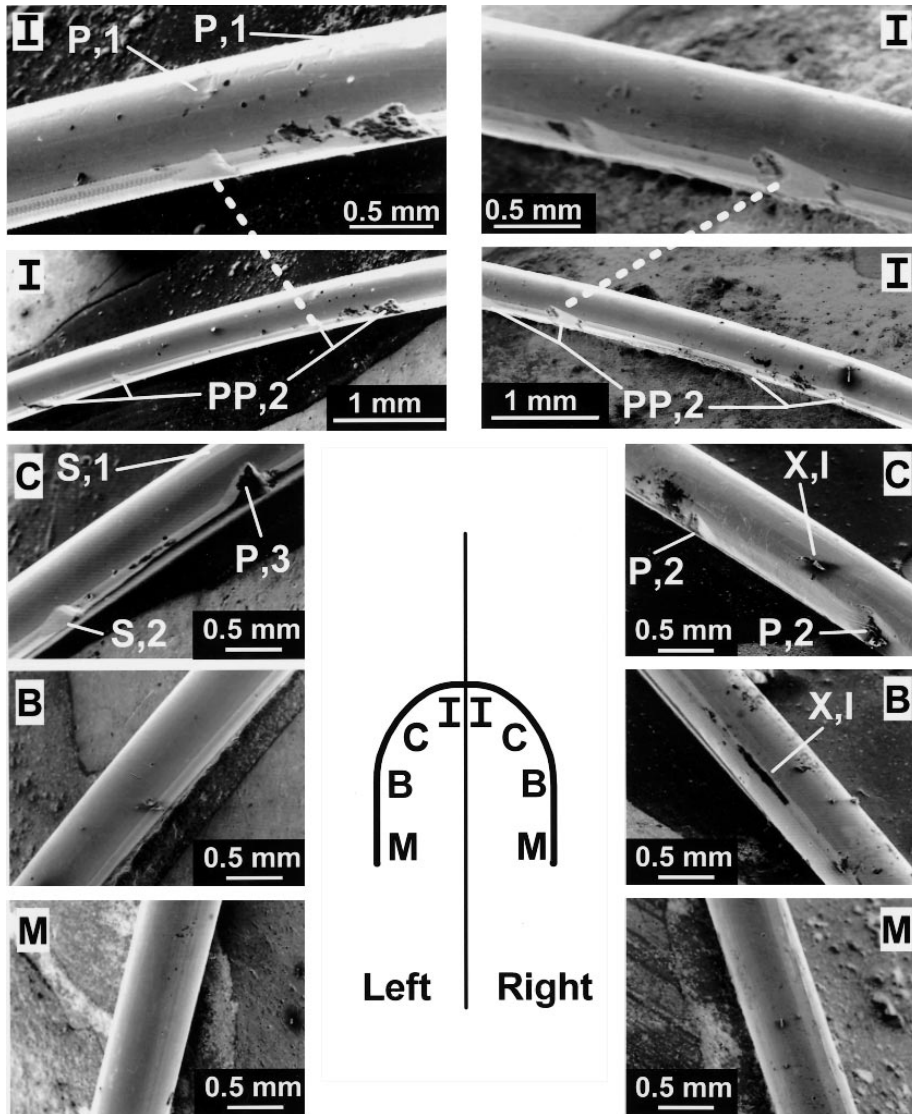 I
P,1
P,1
0.5 mm
I
0.5 mm
I
PP,2
1 mm
I
1 mm
PP,2
C
S,1
P,3
S,2
0.5 mm
C
X,I
P,2
P,2
0.5 mm
B
0.5 mm
I I
C C
B B
M M
Left Right
B
X,I
0.5 mm
M
0.5 mm
M
0.5 mm